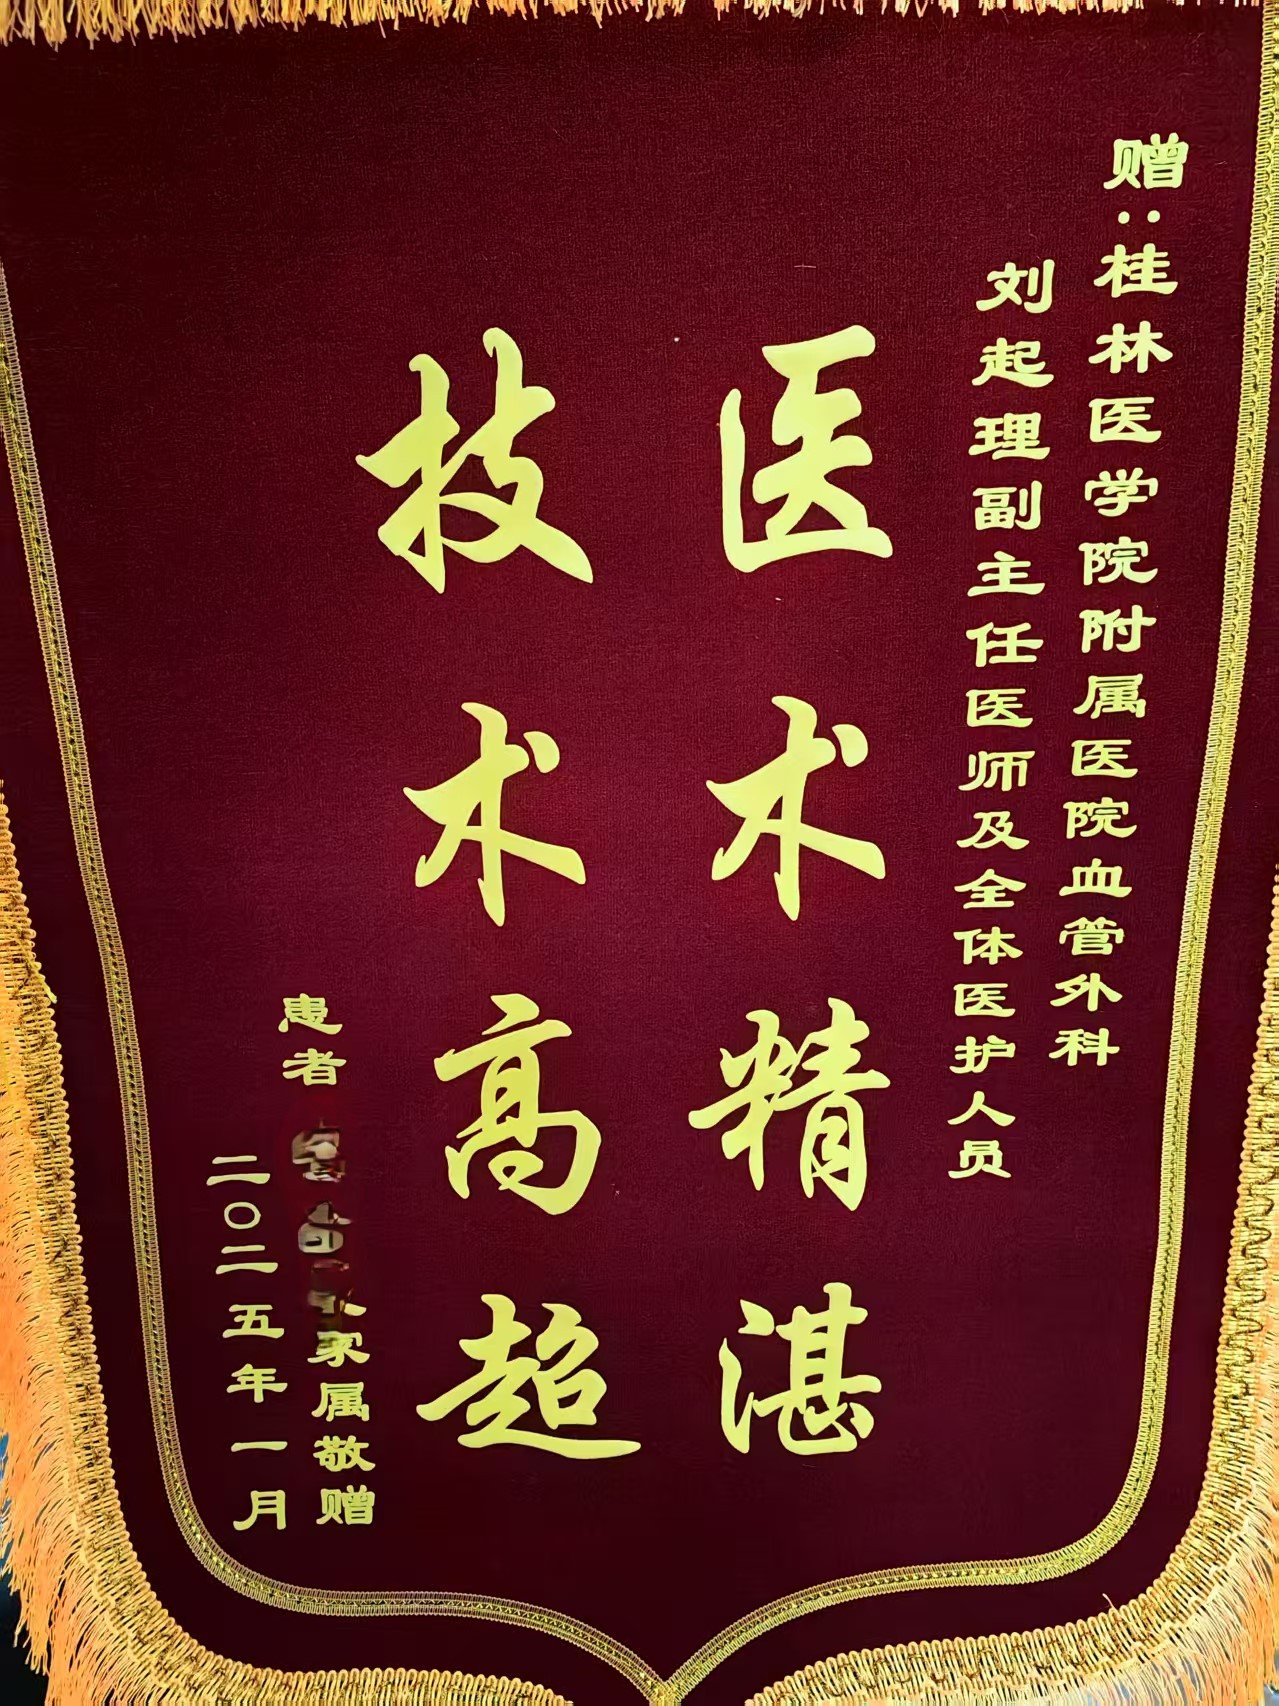 赠:桂林医学院附属医院血管外科
刘起理副主任医师及全体医护人员
医术精湛
技术高超
患者
家属敬赠
二〇二五年一月